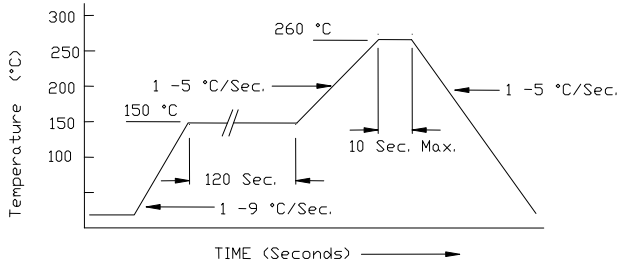 300
260 °C
250
200
1 -5 °C/Sec.
1 -5 °C/Sec.
150 °C
150
100
10 Sec. Max.
120 Sec.
1 -9 °C/Sec.
Temperature (°C)
TIME (Seconds)